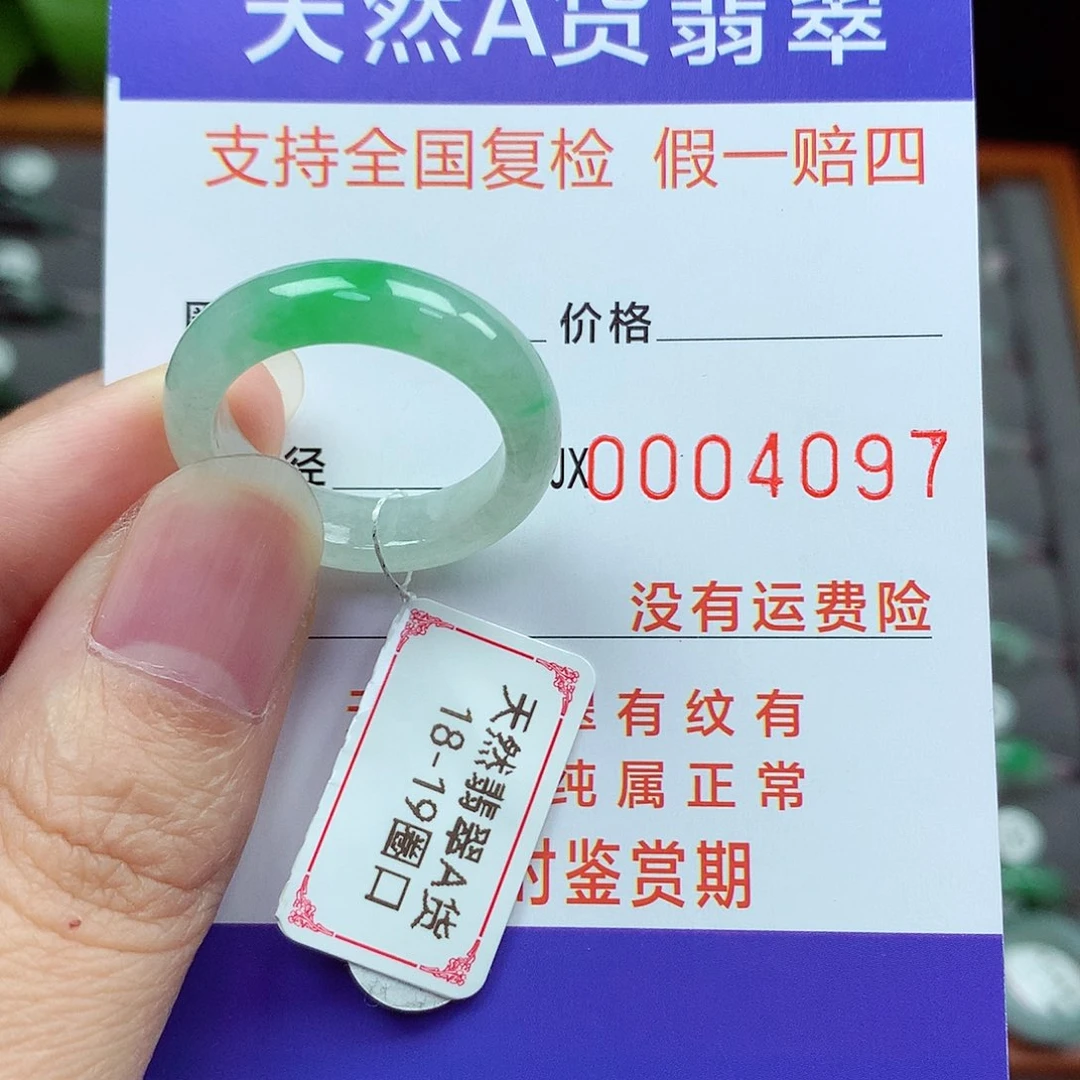 天然A货翡翠
支持全国复检 假一赔四
价格
径
JX0004097
没有运费险
有纹有
纯属正常
时鉴赏期
天然翡翠A货
18-19圈口